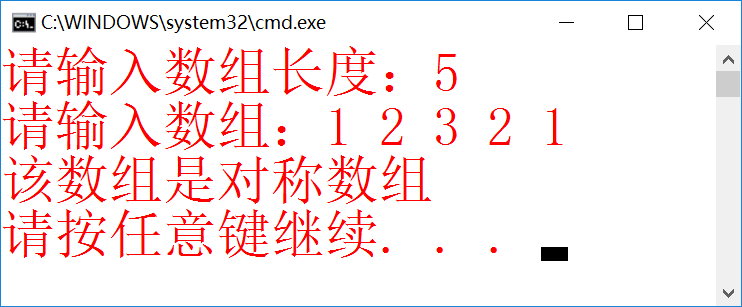 C:\WINDOWS\system32\cmd.exe
请输入数组长度：5
请输入数组：1 2 3 2 1
该数组是对称数组
请按任意键继续. . .